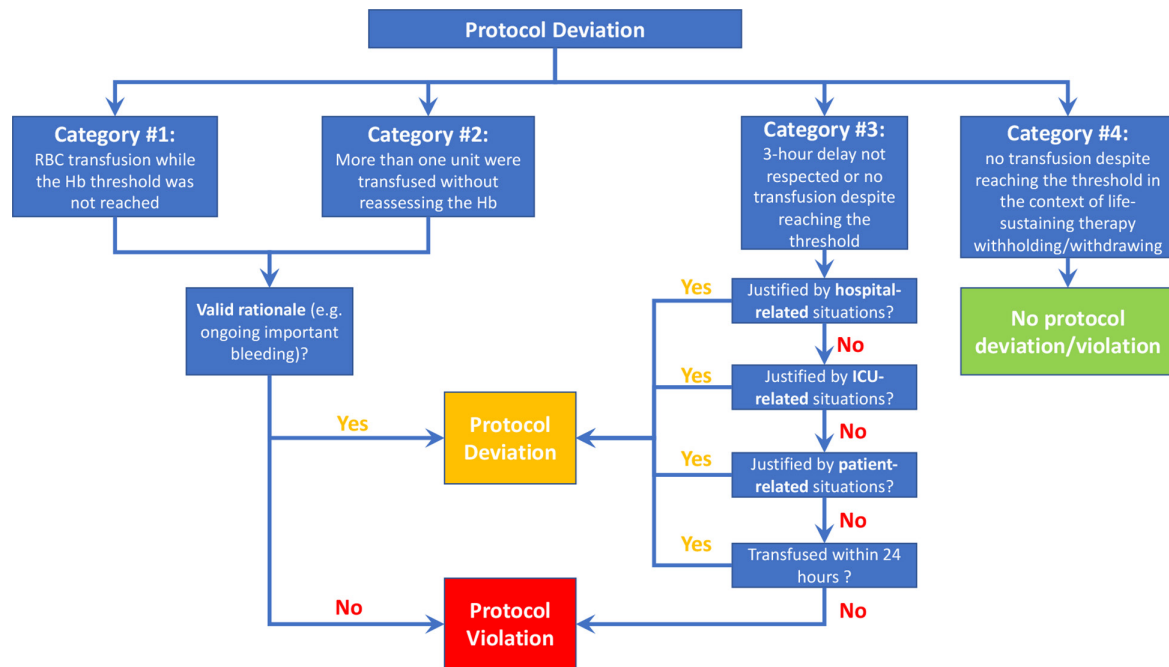 Protocol Deviation
Category #1:
RBC transfusion while
the Hb threshold was
not reached
Category #2:
More than one unit were
transfused without
reassessing the Hb
Category #3:
3-hour delay not
respected or no
transfusion despite
reaching the
threshold
Category #4:
no transfusion despite
reaching the threshold in
the context of life-
sustaining therapy
withholding/withdrawing
Valid rationale (e.g.
ongoing important
bleeding)?
Yes
Justified by hospital-
related situations?
No protocol
deviation/violation
No
Yes
Justified by ICU-
related situations?
Yes
Protocol
Deviation
No
Yes
Justified by patient-
related situations?
No
Yes
Transfused within 24
hours ?
No
Protocol
Violation
No